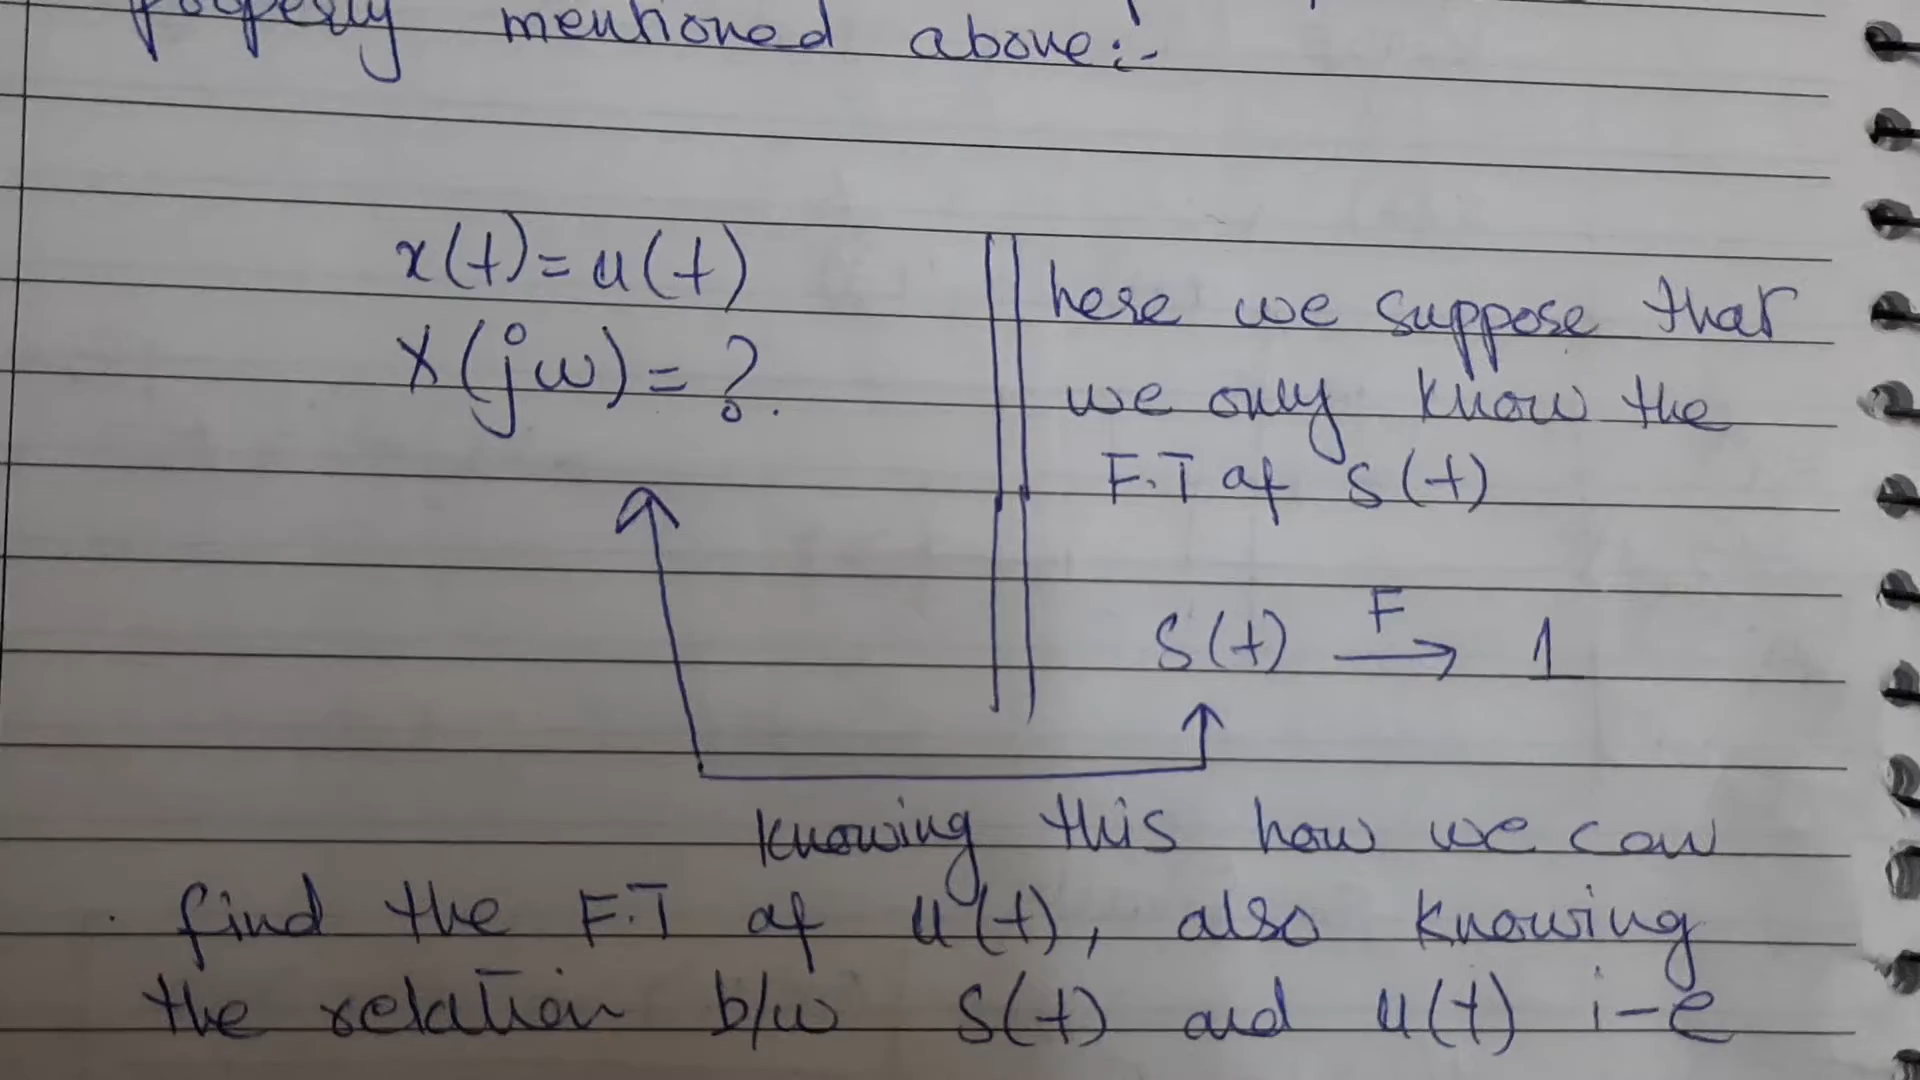 property mentioned above:-
x(t)=u(t)
X(jω)=?.
here we suppose that
we only know the
F.T of δ(t)
δ(t) F→ 1
knowing this how we can
find the F.T of u(t), also knowing
the relation b/w δ(t) and u(t) i-e